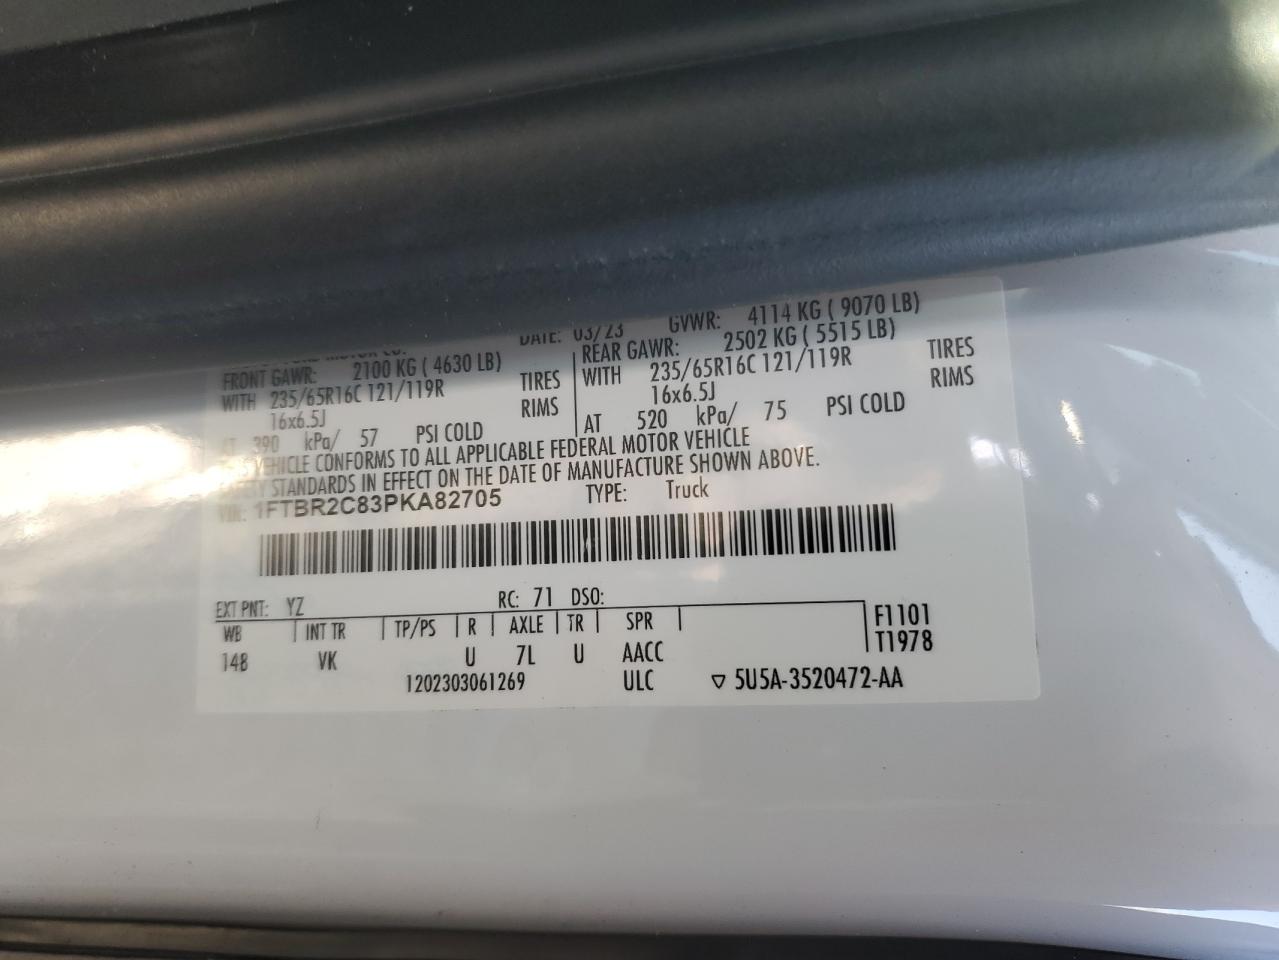 DATE: 03/23 GVWR: 4114 KG ( 9070 LB)
FRONT GAWR: 2100 KG ( 4630 LB) REAR GAWR: 2502 KG ( 5515 LB)
WITH 235/65R16C 121/119R TIRES WITH 235/65R16C 121/119R TIRES
16x6.5J RIMS 16x6.5J RIMS
AT 390 kPa/ 57 PSI COLD AT 520 kPa/ 75 PSI COLD
VEHICLE CONFORMS TO ALL APPLICABLE FEDERAL MOTOR VEHICLE
STANDARDS IN EFFECT ON THE DATE OF MANUFACTURE SHOWN ABOVE.
VIN: 1FTBR2C83PKA82705 TYPE: Truck
EXT PNT: YZ RC: 71 DSO:
WB INT TR TP/PS R AXLE TR SPR F1101
148 VK U 7L U AACC T1978
1202303061269 ULC ▽ 5U5A-3520472-AA